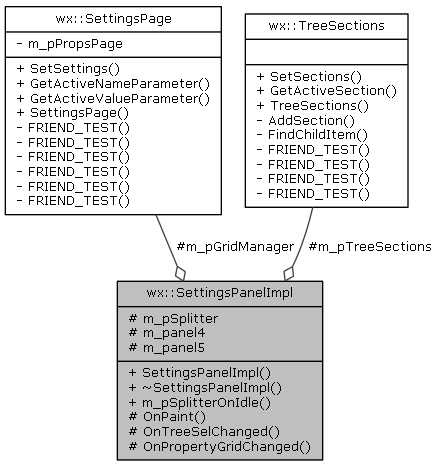 wx::SettingsPage
- m_pPropsPage
+ SetSettings()
+ GetActiveNameParameter()
+ GetActiveValueParameter()
+ SettingsPage()
- FRIEND_TEST()
- FRIEND_TEST()
- FRIEND_TEST()
- FRIEND_TEST()
- FRIEND_TEST()
- FRIEND_TEST()
wx::TreeSections
+ SetSections()
+ GetActiveSection()
+ TreeSections()
- AddSection()
- FindChildItem()
- FRIEND_TEST()
- FRIEND_TEST()
- FRIEND_TEST()
- FRIEND_TEST()
#m_pGridManager
#m_pTreeSections
wx::SettingsPanelImpl
# m_pSplitter
# m_panel4
# m_panel5
+ SettingsPanelImpl()
+ ~SettingsPanelImpl()
+ m_pSplitterOnIdle()
# OnPaint()
# OnTreeSelChanged()
# OnPropertyGridChanged()